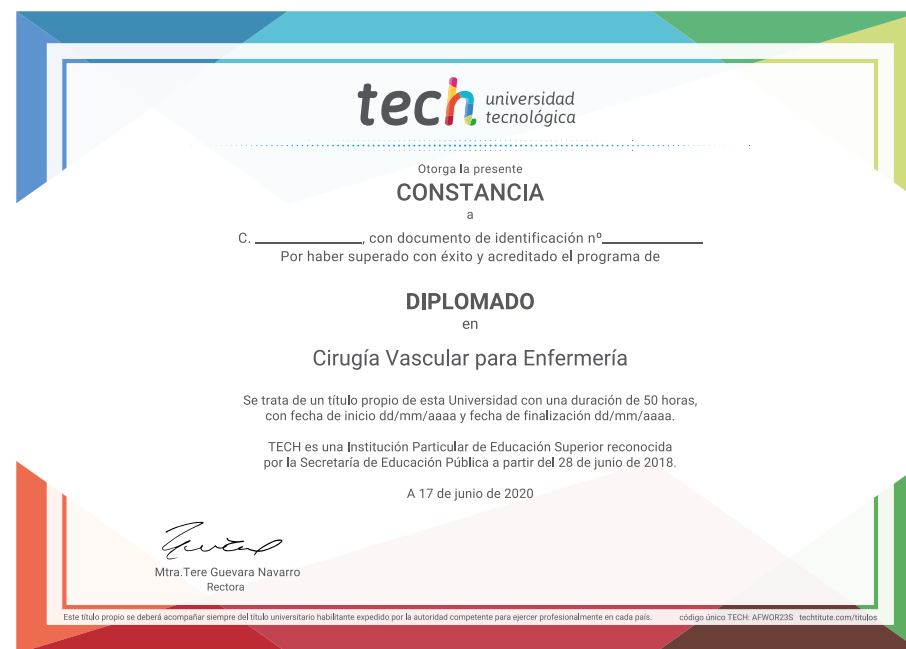 tech universidad
tecnológica
Otorga la presente
CONSTANCIA
a
C. ______________, con documento de identificación nº_____________
Por haber superado con éxito y acreditado el programa de
DIPLOMADO
en
Cirugía Vascular para Enfermería
Se trata de un título propio de esta Universidad con una duración de 50 horas,
con fecha de inicio dd/mm/aaaa y fecha de finalización dd/mm/aaaa.
TECH es una Institución Particular de Educación Superior reconocida
por la Secretaría de Educación Pública a partir del 28 de junio de 2018.
A 17 de junio de 2020
Mtra.Tere Guevara Navarro
Rectora
Este título propio se deberá acompañar siempre del título universitario habilitante expedido por la autoridad competente para ejercer profesionalmente en cada país. código único TECH: AFWOR23S techtitute.com/titulos